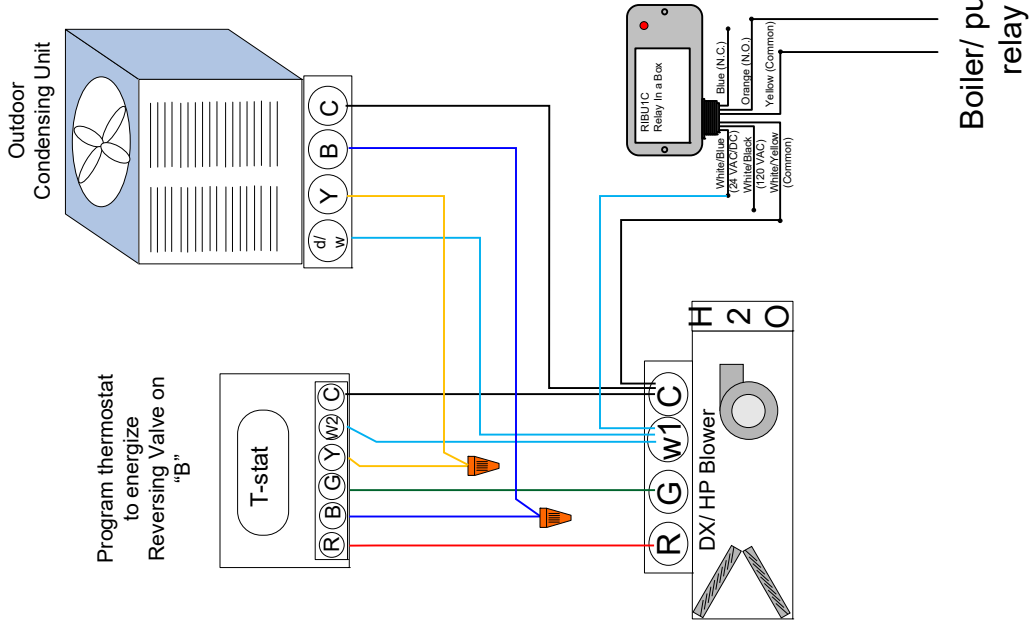 Outdoor
Condensing Unit
d/
w
Y
B
C
Program thermostat
to energize
Reversing Valve on
“B”
T-stat
R
B
G
Y
W2
C
RIBU1C
Relay In a Box
Blue (N.C.)
Orange (N.O.)
Yellow (Common)
White/Blue
(24 VAC/DC)
White/Black
(120 VAC)
White/Yellow
(Common)
R
G
w1
C
DX/ HP Blower
H
2
O
Boiler/
relay